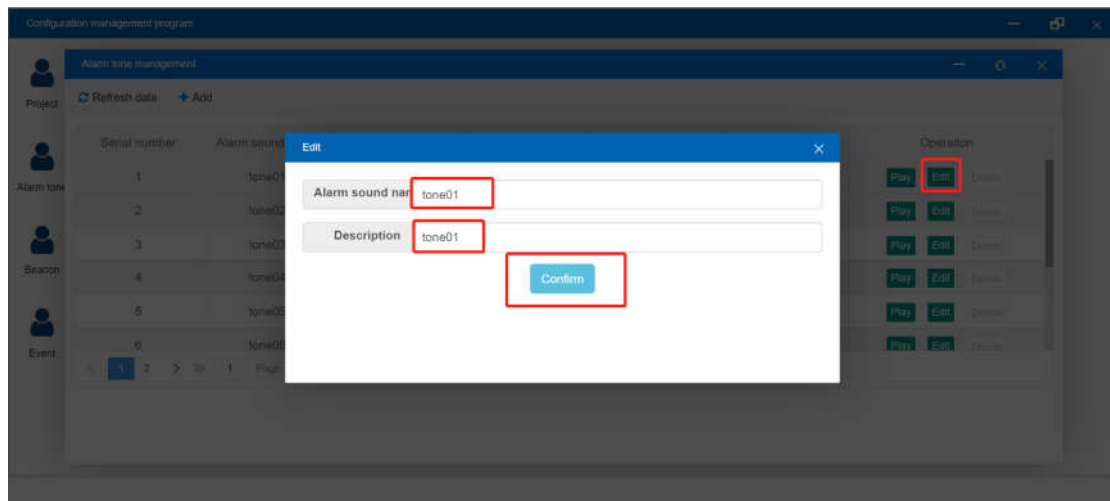 Configuration management program
Alarm tone management
Refresh data
Add
Project
Serial number
Alarm sound
Operation
Edit
1
tone01
Play Edit Delete
Alarm tone
Alarm sound nam
tone01
2
tone02
Play Edit Delete
Description
tone01
3
tone03
Play Edit Delete
Beacon
4
tone04
Play Edit Delete
Confirm
5
tone05
Play Edit Delete
Event
6
Play Edit
1 2 To 1 Page